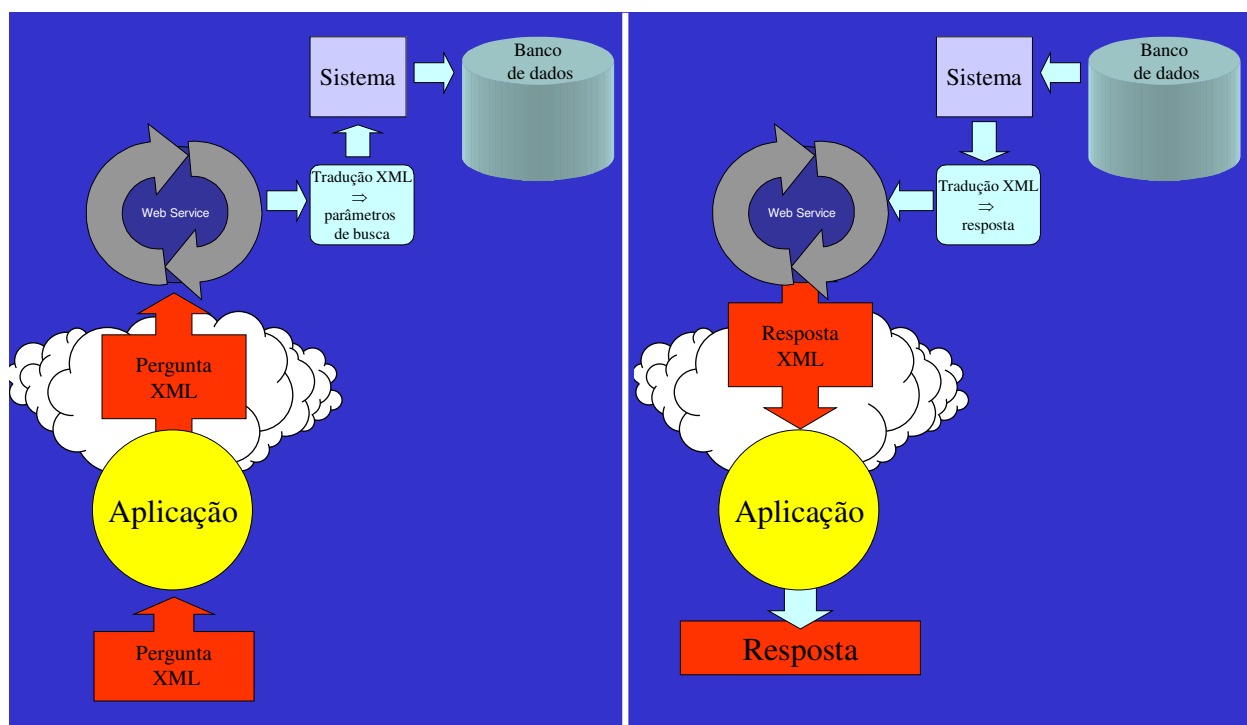 Sistema
Banco
de dados
Tradução XML
⇒
parâmetros
de busca
Web Service
Pergunta
XML
Aplicação
Pergunta
XML
Sistema
Banco
de dados
Tradução XML
⇒
resposta
Web Service
Resposta
XML
Aplicação
Resposta